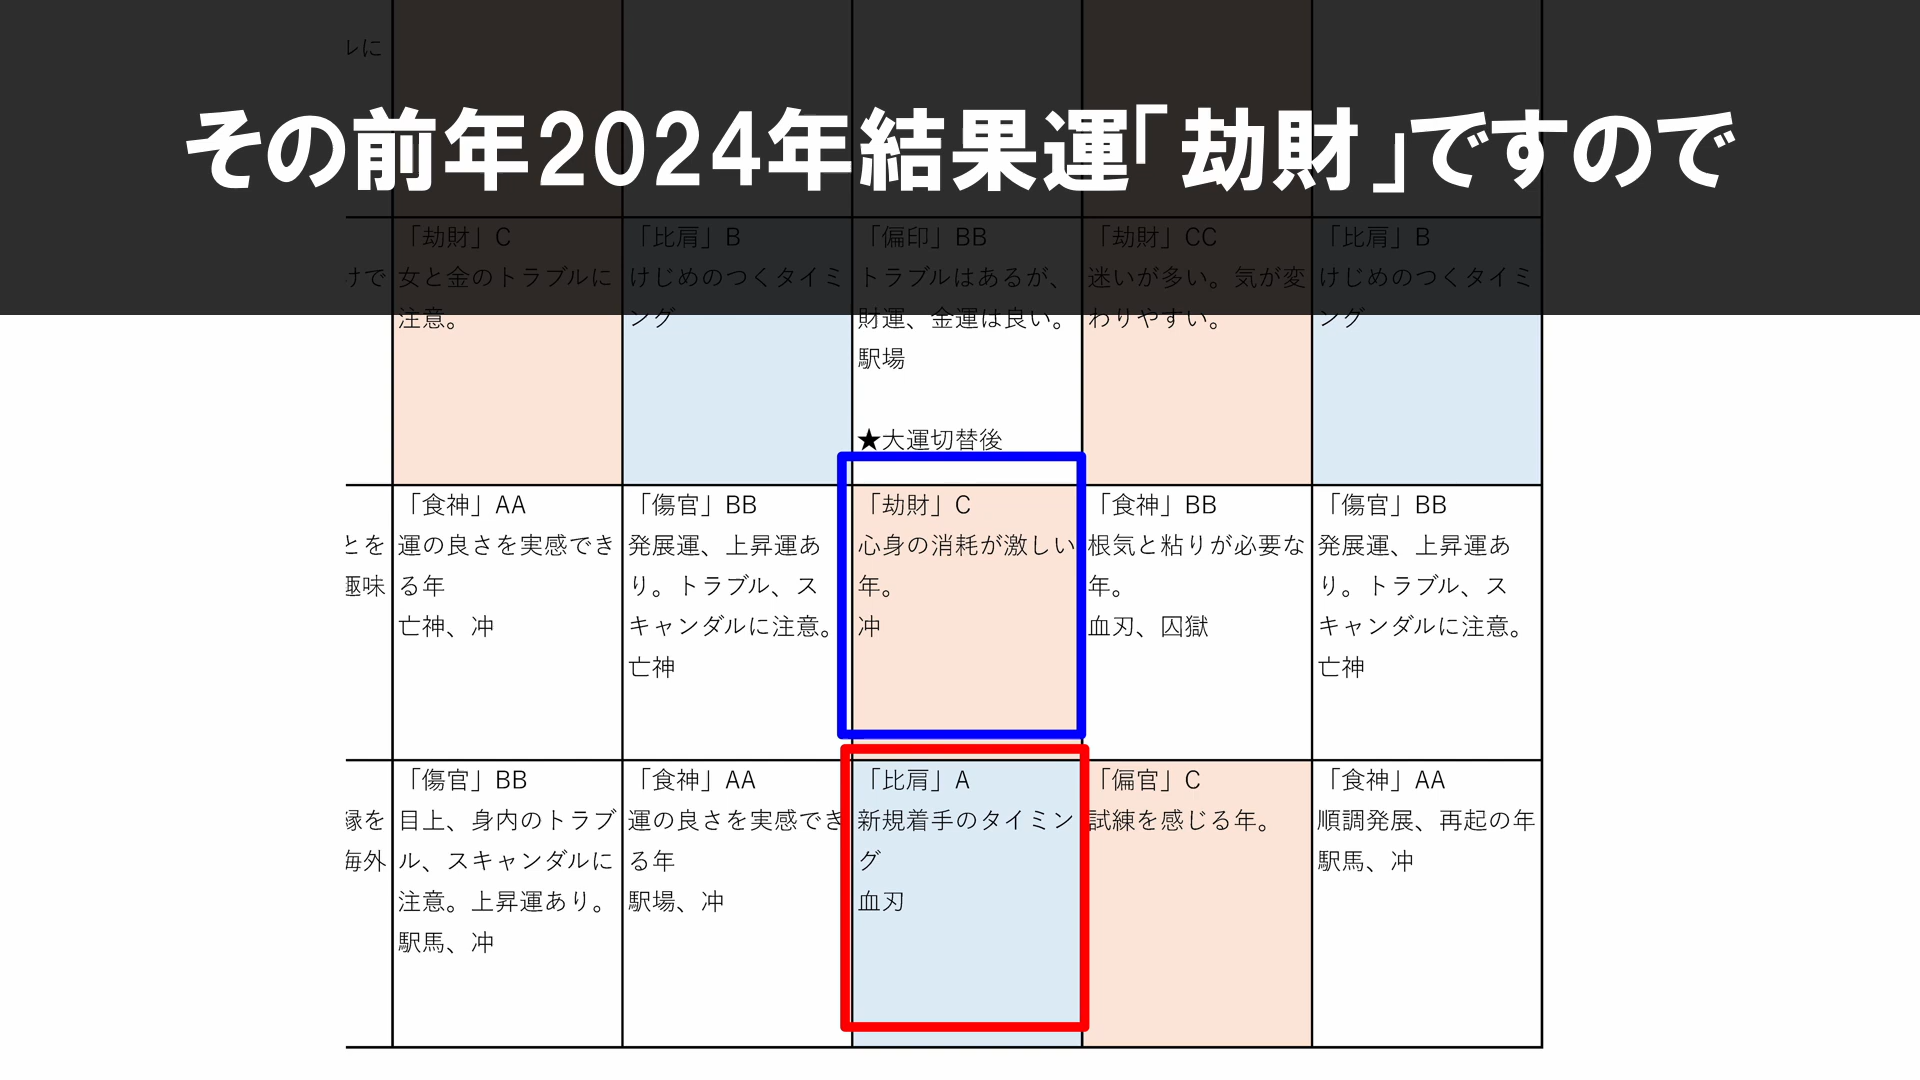 レに
その前年2024年結果運「劫財」ですので
けで
「劫財」C
女と金のトラブルに
注意。
「比肩」B
けじめのつくタイミ
ング
「偏印」BB
トラブルはあるが、
財運、金運は良い。
駅場
★大運切替後
「劫財」CC
迷いが多い。気が変
わりやすい。
「比肩」B
けじめのつくタイミ
ング
とを
趣味
「食神」AA
運の良さを実感でき
る年
亡神、冲
「傷官」BB
発展運、上昇運あ
り。トラブル、ス
キャンダルに注意。
亡神
「劫財」C
心身の消耗が激しい
年。
冲
「食神」BB
根気と粘りが必要な
年。
血刃、囚獄
「傷官」BB
発展運、上昇運あ
り。トラブル、ス
キャンダルに注意。
亡神
縁を
海外
「傷官」BB
目上、身内のトラブ
ル、スキャンダルに
注意。上昇運あり。
駅馬、冲
「食神」AA
運の良さを実感でき
る年
駅場、冲
「比肩」A
新規着手のタイミン
グ
血刃
「偏官」C
試練を感じる年。
「食神」AA
順調発展、再起の年
駅馬、冲